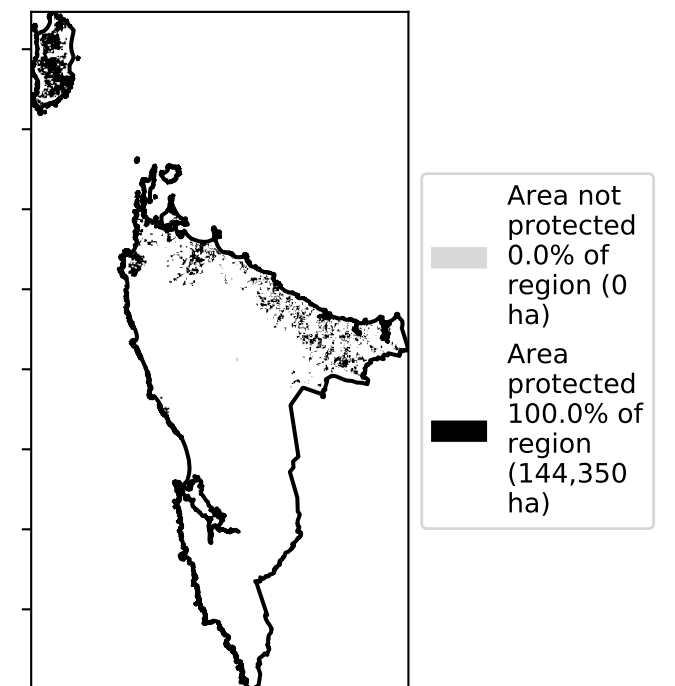 Area not
protected
0.0% of
region (0
ha)
Area
protected
100.0% of
region
(144,350
ha)